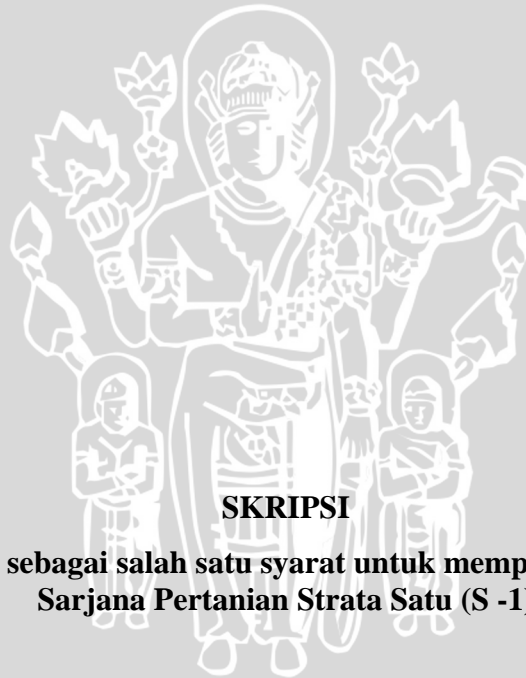 SKRIPSI
sebagai salah satu syarat untuk
Sarjana Pertanian Strata Satu (S -1)